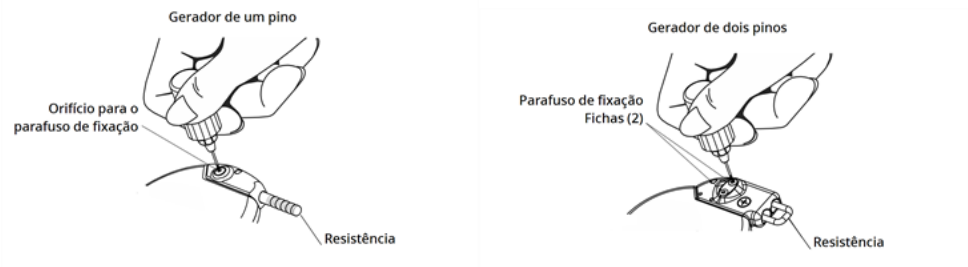 Gerador de um pino
Orifício para o
parafuso de fixação
Resistência
Gerador de dois pinos
Parafuso de fixação
Fichas (2)
Resistência